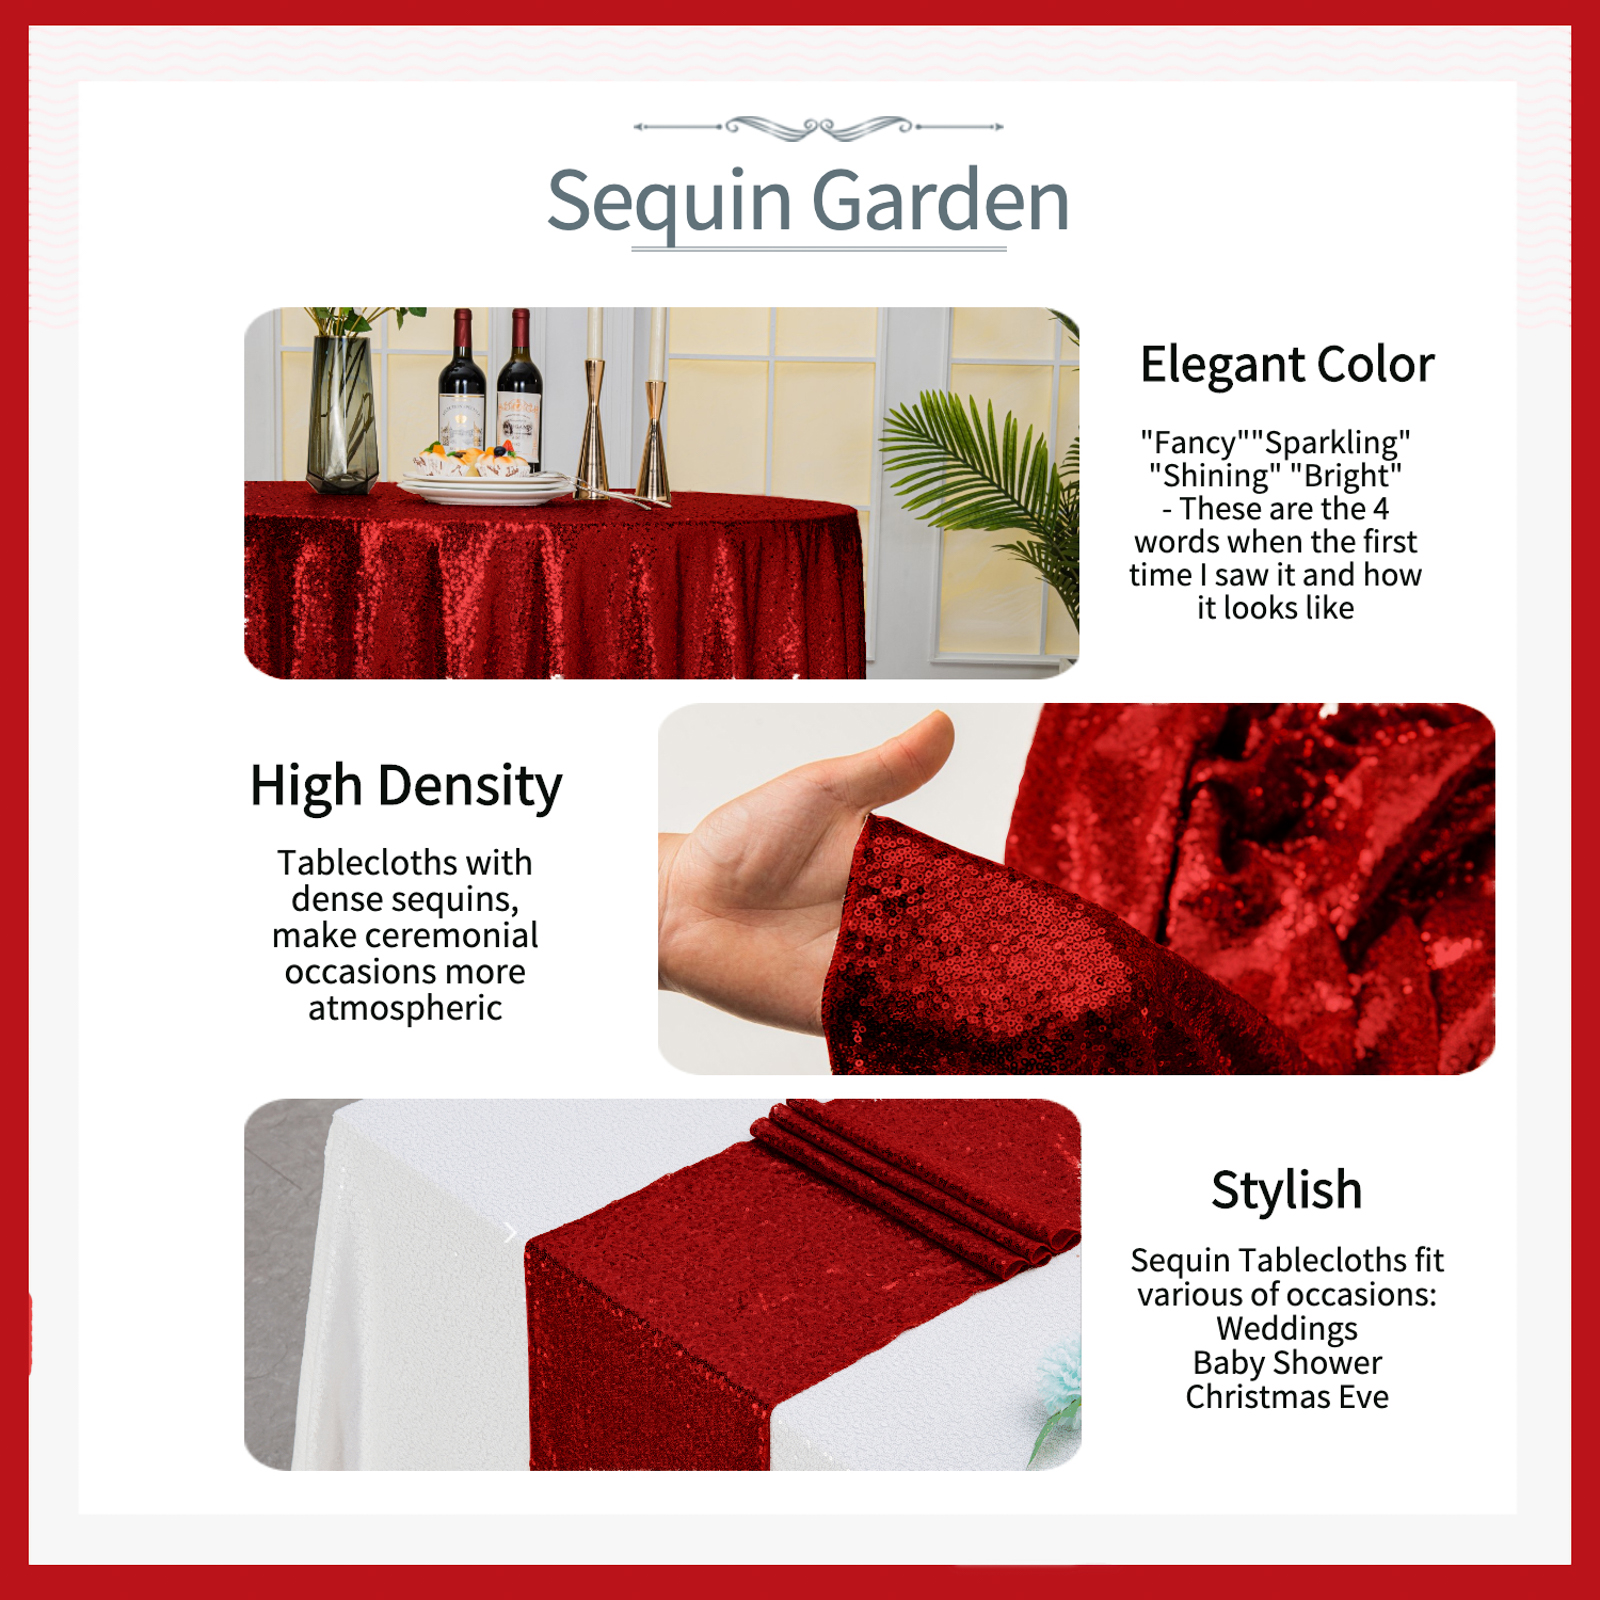 Sequin Garden
Elegant Color
"Fancy""Sparkling"
"Shining" "Bright"
- These are the 4
words when the first
time I saw it and how
it looks like
High Density
Tablecloths with
dense sequins,
make ceremonial
occasions more
atmospheric
Stylish
Sequin Tablecloths fit
various of occasions:
Weddings
Baby Shower
Christmas Eve